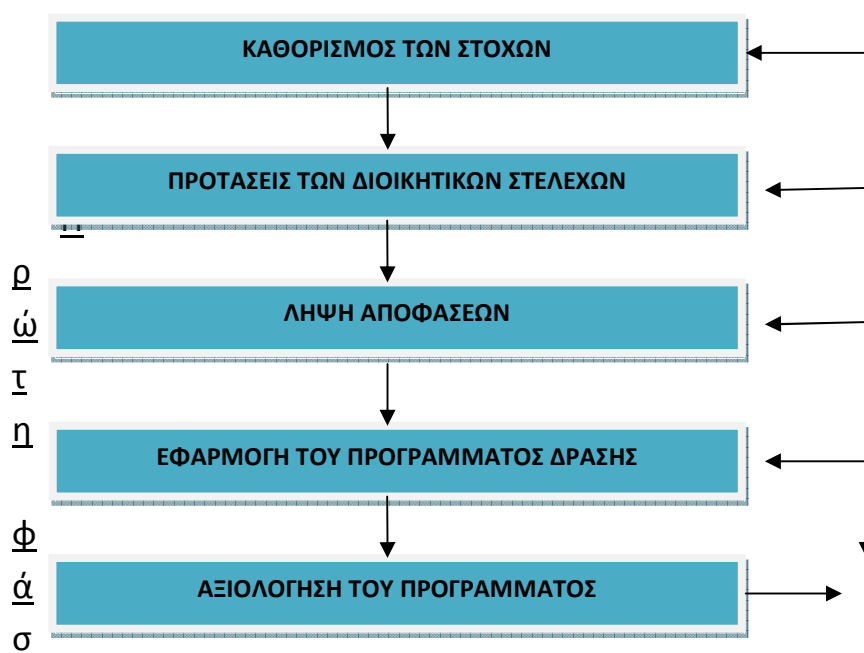 ΚΑΘΟΡΙΣΜΟΣ ΤΩΝ ΣΤΟΧΩΝ
ΠΡΟΤΑΣΕΙΣ ΤΩΝ ΔΙΟΙΚΗΤΙΚΩΝ ΣΤΕΛΕΧΩΝ
ρ
ώ
ΛΗΨΗ ΑΠΟΦΑΣΕΩΝ
τ
η
ΕΦΑΡΜΟΓΗ ΤΟΥ ΠΡΟΓΡΑΜΜΑΤΟΣ ΔΡΑΣΗΣ
φ
ά
ΑΞΙΟΛΟΓΗΣΗ ΤΟΥ ΠΡΟΓΡΑΜΜΑΤΟΣ
σ